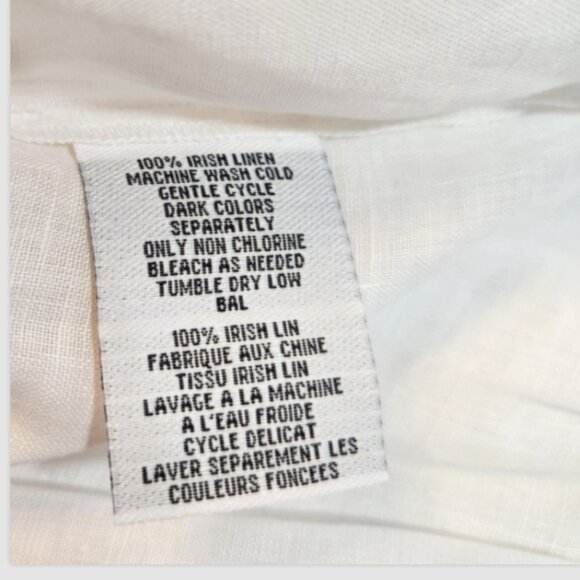 100% IRISH LINEN
MACHINE WASH COLD
GENTLE CYCLE
DARK COLORS
SEPARATELY
ONLY NON CHLORINE
BLEACH AS NEEDED
TUMBLE DRY LOW
BAL
100% IRISH LIN
FABRIQUE AUX CHINE
TISSU IRISH LIN
LAVAGE A LA MACHINE
A L'EAU FROIDE
CYCLE DELICAT
LAVER SEPAREMENT LES
COULEURS FONCEES